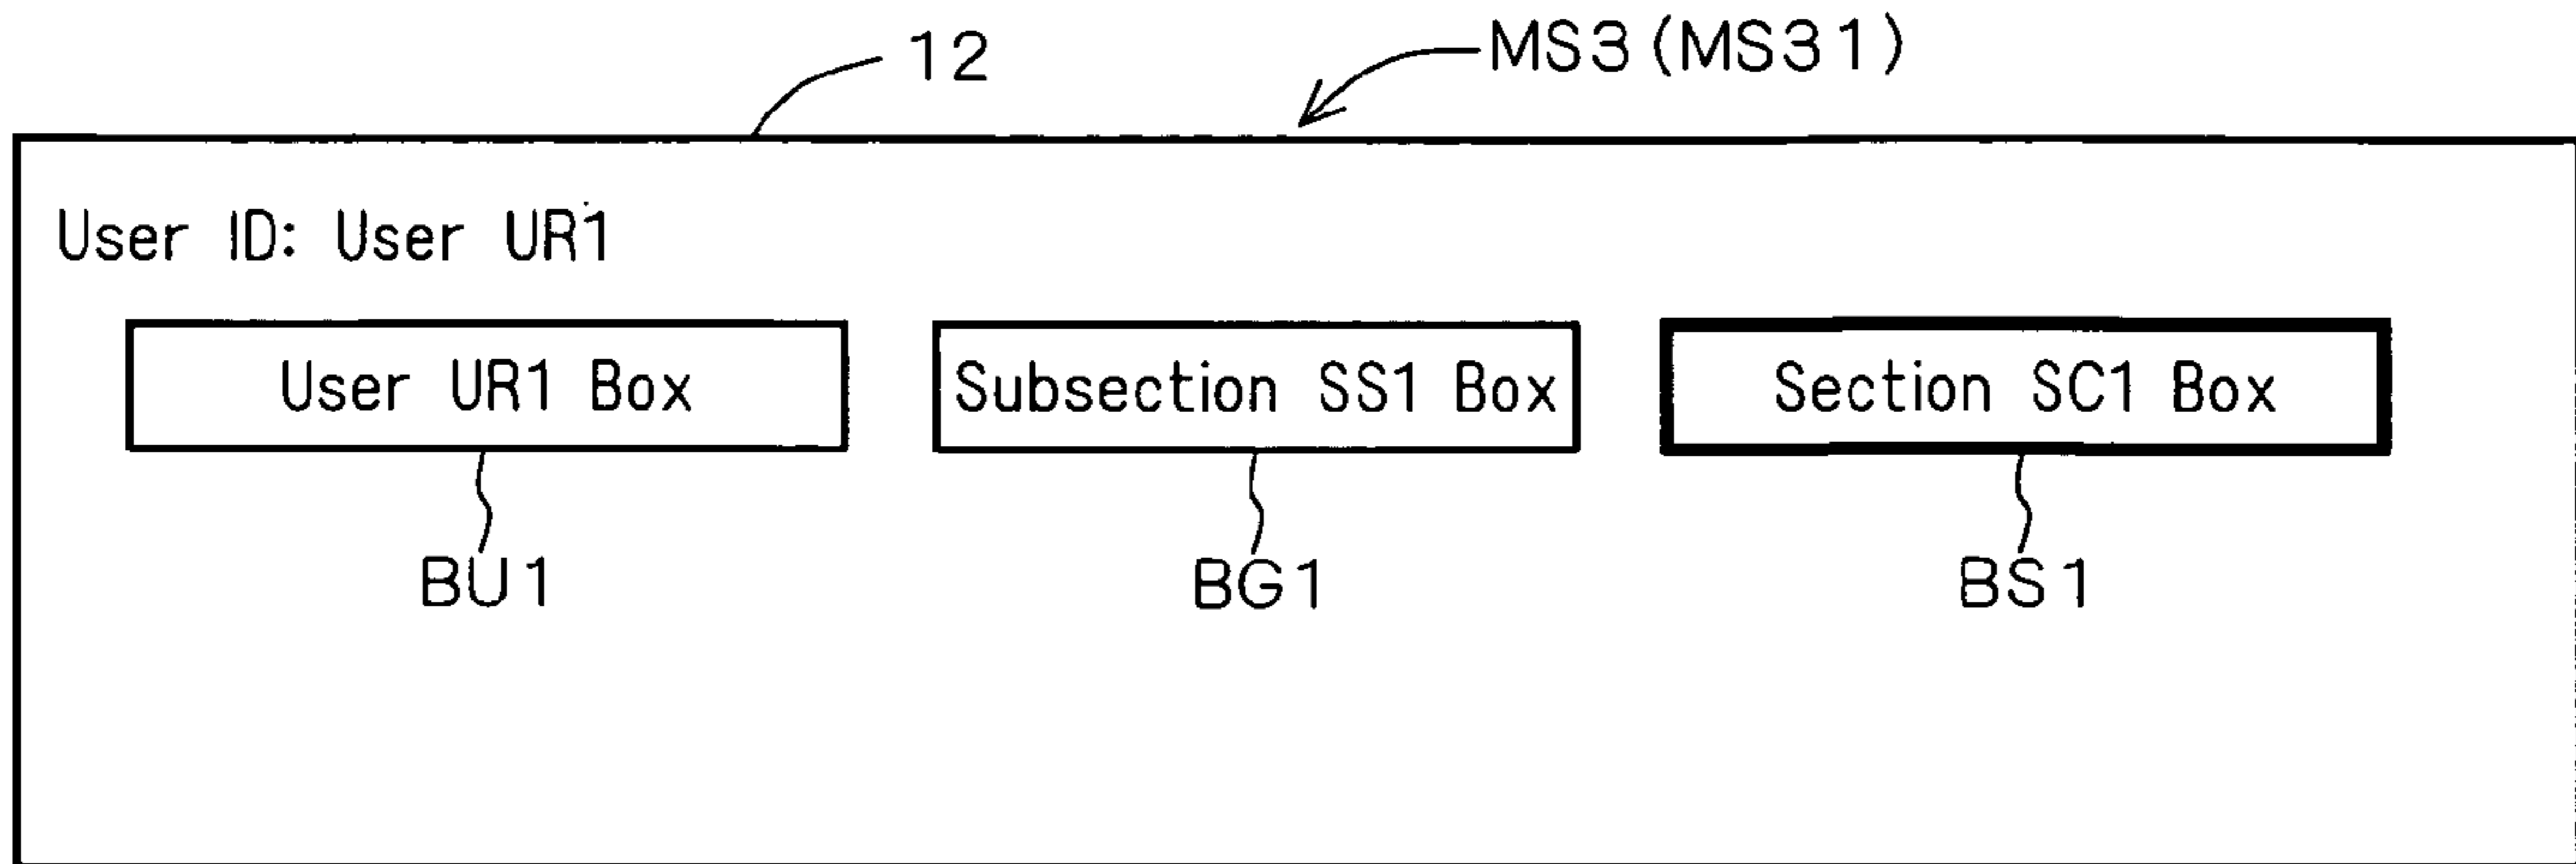 12 MS3(MS31)
User ID: User UR1
User UR1 Box Subsection SS1 Box Section SC1 Box
BU1 BG1 BS1